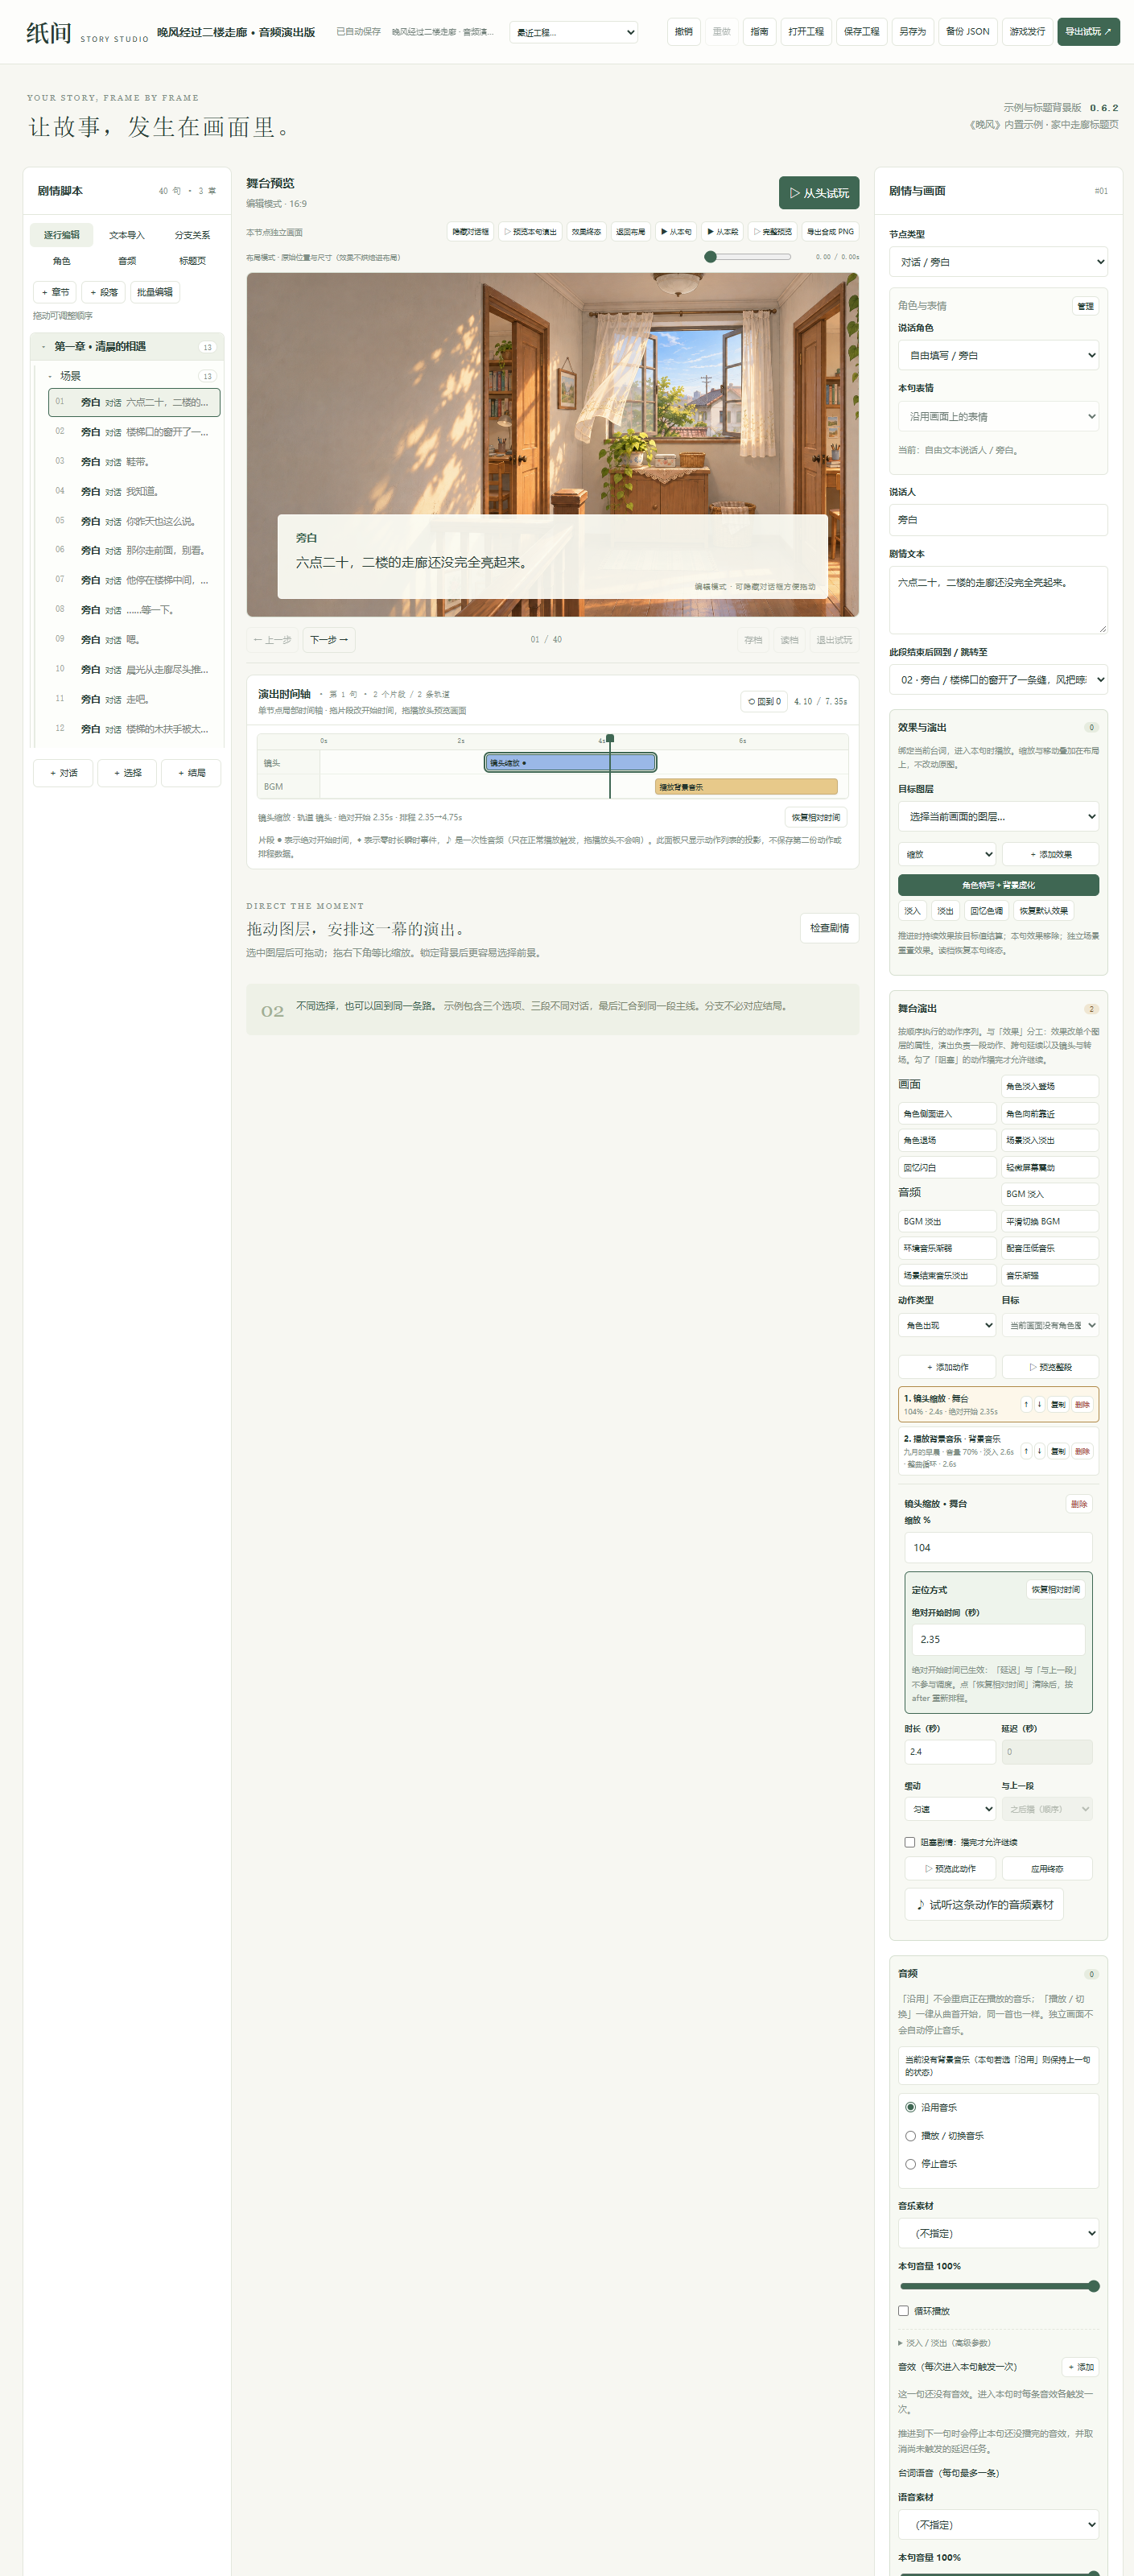 纸间 STORY STUDIO 晚风经过二楼走廊 • 音频演出版 已自动保存 晚风经过二楼走廊 · 音频演... 最近工程... 撤销 重做 指南 打开工程 保存工程 另存为 备份 JSON 游戏发行 导出试玩 ↗
YOUR STORY, FRAME BY FRAME
让故事，发生在画面里。
示例与标题背景版 0.6.2
《晚风》内置示例 · 家中走廊标题页
剧情脚本 40 句 • 3 章
逐行编辑 文本导入 分支关系
角色 音频 标题页
+ 章节 + 段落 批量编辑
拖动可调整顺序
第一章 • 清晨的相遇 13
场景 13
01 旁白 对话 六点二十，二楼的...
02 旁白 对话 楼梯口的窗开了一...
03 旁白 对话 鞋带。
04 旁白 对话 我知道。
05 旁白 对话 你昨天也这么说。
06 旁白 对话 那你走前面，别看。
07 旁白 对话 他停在楼梯中间，...
08 旁白 对话 ......等一下。
09 旁白 对话 嗯。
10 旁白 对话 晨光从走廊尽头推...
11 旁白 对话 走吧。
12 旁白 对话 楼梯的木扶手被太...
+ 对话 + 选择 + 结局
舞台预览
编辑模式 · 16:9
▷ 从头试玩
本节点独立画面 隐藏对话框 ▷ 预览本句演出 效果终态 返回布局 ▶ 从本句 ▶ 从本段 ▷ 完整预览 导出合成 PNG
布局模式 · 原始位置与尺寸（效果不烘焙进布局） 0.00 / 0.00s
旁白
六点二十，二楼的走廊还没完全亮起来。
编辑模式 · 可隐藏对话框方便拖动
← 上一步 下一步 → 01 / 40 存档 读档 退出试玩
演出时间轴 • 第 1 句 • 2 个片段 / 2 条轨道
单节点局部时间轴 · 拖片段改开始时间，拖播放头预览画面
⟲ 回到 0 4.10 / 7.35s
0s 2s 4s 6s
镜头 镜头缩放 ●
BGM 播放背景音乐
镜头缩放 · 轨道 镜头 · 绝对开始 2.35s · 排程 2.35→4.75s 恢复相对时间
片段 ● 表示绝对开始时间，♦ 表示零时长瞬时事件，♪ 是一次性音频（只在正常播放触发，拖播放头不会响）。此面板只显示动作列表的投影，不保存第二份动作或
排程数据。
DIRECT THE MOMENT
拖动图层，安排这一幕的演出。
选中图层后可拖动；拖右下角等比缩放。锁定背景后更容易选择前景。
检查剧情
02 不同选择，也可以回到同一条路。 示例包含三个选项、三段不同对话，最后汇合到同一段主线。分支不必对应结局。
剧情与画面 #01
节点类型
对话 / 旁白
角色与表情 管理
说话角色
自由填写 / 旁白
本句表情
沿用画面上的表情
当前：自由文本说话人 / 旁白。
说话人
旁白
剧情文本
六点二十，二楼的走廊还没完全亮起来。
此段结束后回到 / 跳转至
02 · 旁白 / 楼梯口的窗开了一条缝，风把晾
效果与演出 0
绑定当前台词，进入本句时播放。缩放与移动叠加在布局
上，不改动原图。
目标图层
选择当前画面的图层...
缩放 + 添加效果
角色特写 + 背景虚化
淡入 淡出 回忆色调 恢复默认效果
推进时持续效果按目标值结算；本句效果移除；独立场景
重置效果。读档恢复本句终态。
舞台演出 2
按顺序执行的动作序列。与「效果」分工：效果改单个图
层的属性，演出负责一段动作、跨句延续以及镜头与转
场。勾了「阻塞」的动作播完才允许继续。
画面 角色淡入登场
角色侧面进入 角色向前靠近
角色退场 场景淡入淡出
回忆闪白 轻微屏幕震动
音频 BGM 淡入
BGM 淡出 平滑切换 BGM
环境音乐渐弱 配音压低音乐
场景结束音乐淡出 音乐渐强
动作类型 目标
角色出现 当前画面没有角色图
+ 添加动作 ▷ 预览整段
1. 镜头缩放 · 舞台
104% · 2.4s · 绝对开始 2.35s
↑ ↓ 复制 删除
2. 播放背景音乐 · 背景音乐
九月的早晨 · 音量 70% · 淡入 2.6s
· 整曲循环 · 2.6s
↑ ↓ 复制 删除
镜头缩放 • 舞台 删除
缩放 %
104
定位方式 恢复相对时间
绝对开始时间（秒）
2.35
绝对开始时间已生效：「延迟」与「与上一段」
不参与调度。点「恢复相对时间」清除后，按
after 重新排程。
时长（秒） 延迟（秒）
2.4 0
缓动 与上一段
匀速 之后播（顺序）
阻塞剧情：播完才允许继续
▷ 预览此动作 应用终态
♪ 试听这条动作的音频素材
音频 0
「沿用」不会重启正在播放的音乐；「播放 / 切
换」一律从曲首开始，同一首也一样。独立画面不
会自动停止音乐。
当前没有背景音乐（本句若选「沿用」则保持上一句
的状态）
沿用音乐
播放 / 切换音乐
停止音乐
音乐素材
（不指定）
本句音量 100%
循环播放
▸ 淡入 / 淡出（高级参数）
音效（每次进入本句触发一次） + 添加
这一句还没有音效。进入本句时每条音效各触发一
次。
推进到下一句时会停止本句还没播完的音效，并取
消尚未触发的延迟任务。
台词语音（每句最多一条）
语音素材
（不指定）
本句音量 100%